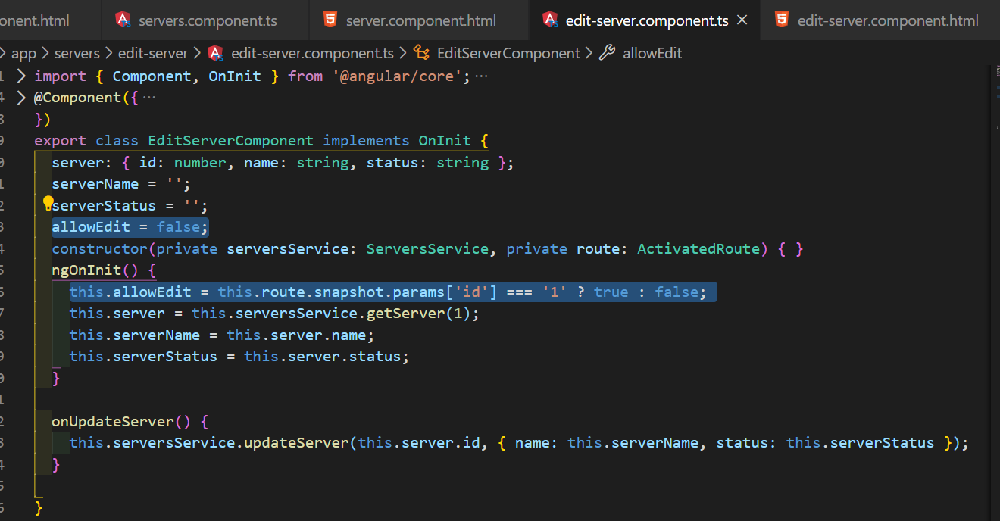 onent.html servers.component.ts server.component.html edit-server.component.ts edit-server.component.html
app > servers > edit-server > edit-server.component.ts > EditServerComponent > allowEdit
1 import { Component, OnInit } from '@angular/core'; ...
4 @Component({ ...
8 })
9 export class EditServerComponent implements OnInit {
0 server: { id: number, name: string, status: string };
1 serverName = '';
2 serverStatus = '';
3 allowEdit = false;
4 constructor(private serversService: ServersService, private route: ActivatedRoute) { }
5 ngOnInit() {
6 this.allowEdit = this.route.snapshot.params['id'] === '1' ? true : false;
7 this.server = this.serversService.getServer(1);
8 this.serverName = this.server.name;
9 this.serverStatus = this.server.status;
0 }
1
2 onUpdateServer() {
3 this.serversService.updateServer(this.server.id, { name: this.serverName, status: this.serverStatus });
4 }
5
6 }